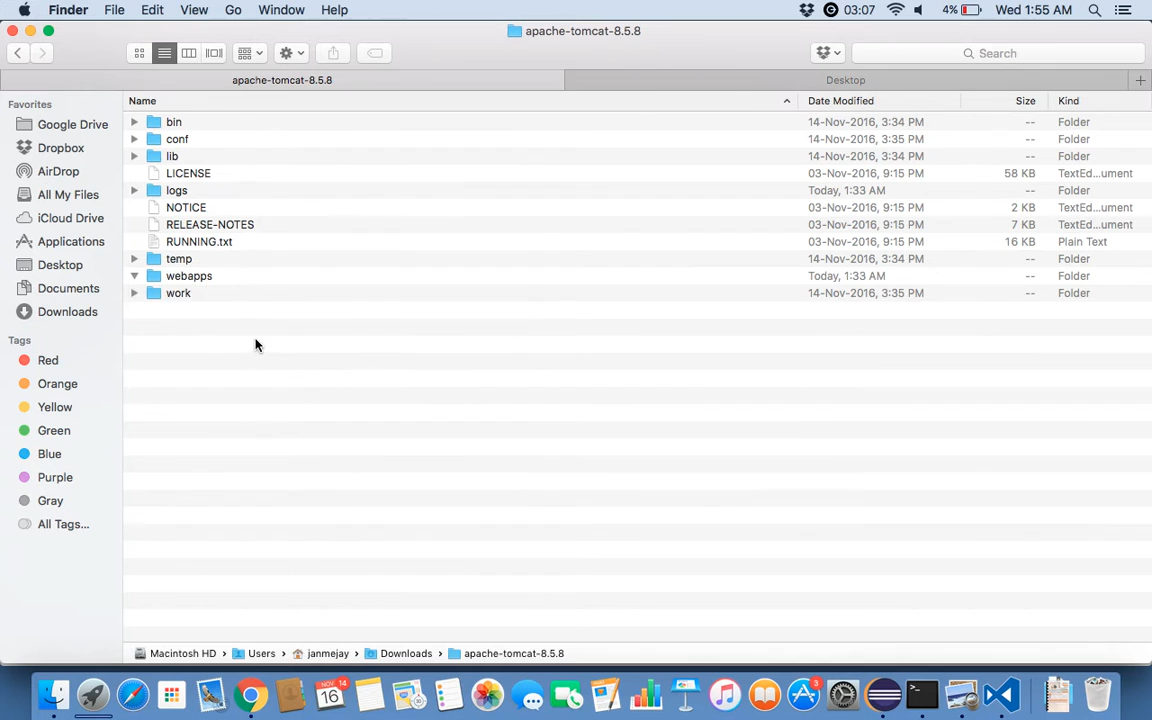 Finder File Edit View Go Window Help 03:07 4% Wed 1:55 AM
apache-tomcat-8.5.8
Search
apache-tomcat-8.5.8 Desktop
Favorites
Google Drive
Dropbox
AirDrop
All My Files
iCloud Drive
Applications
Desktop
Documents
Downloads
Tags
Red
Orange
Yellow
Green
Blue
Purple
Gray
All Tags...
Name Date Modified Size Kind
bin 14-Nov-2016, 3:34 PM -- Folder
conf 14-Nov-2016, 3:35 PM -- Folder
lib 14-Nov-2016, 3:34 PM -- Folder
LICENSE 03-Nov-2016, 9:15 PM 58 KB TextEd...ument
logs Today, 1:33 AM -- Folder
NOTICE 03-Nov-2016, 9:15 PM 2 KB TextEd...ument
RELEASE-NOTES 03-Nov-2016, 9:15 PM 7 KB TextEd...ument
RUNNING.txt 03-Nov-2016, 9:15 PM 16 KB Plain Text
temp 14-Nov-2016, 3:34 PM -- Folder
webapps Today, 1:33 AM -- Folder
work 14-Nov-2016, 3:35 PM -- Folder
Macintosh HD Users janmejay Downloads apache-tomcat-8.5.8
NOV 14
16
3